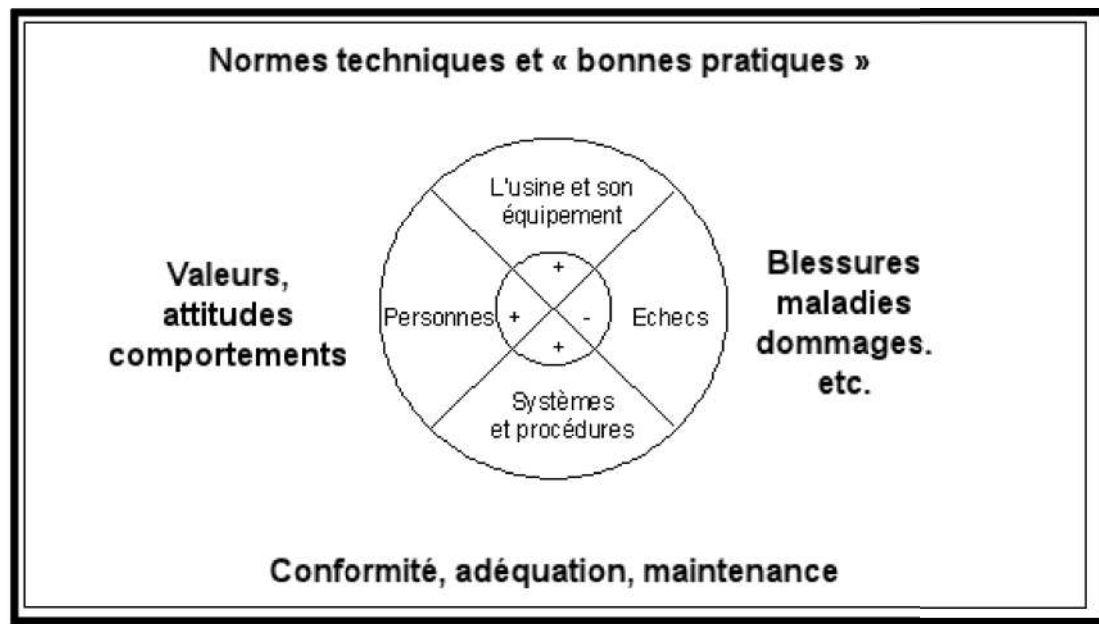 Normes techniques et « bonnes pratiques »
L'usine et son
équipement
+
Valeurs,
attitudes
comportements
Personnes
+
-
Echecs
Blessures
maladies
dommages.
etc.
+
Systèmes
et procédures
Conformité, adéquation, maintenance